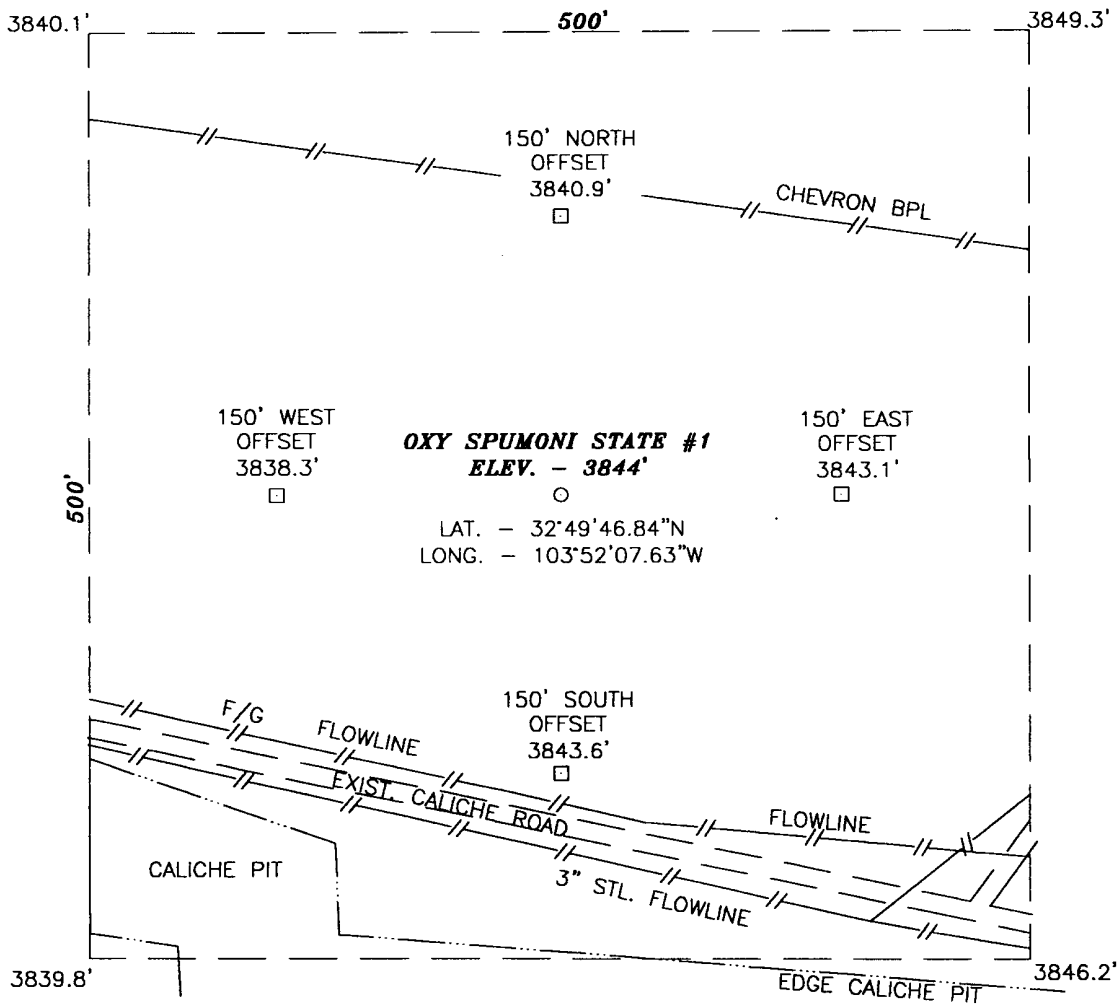 3840.1'
500'
3849.3'
150' NORTH
OFFSET
3840.9'
CHEVRON BPL
150' WEST
OFFSET
3838.3'
OXY SPUMONI STATE #1
ELEV. - 3844'
150' EAST
OFFSET
3843.1'
500'
LAT. - 32°49'46.84"N
LONG. - 103°52'07.63"W
150' SOUTH
OFFSET
3843.6'
F/G
FLOWLINE
EXIST. CALICHE ROAD
FLOWLINE
CALICHE PIT
3" STL. FLOWLINE
3839.8'
3846.2'
EDGE CALICHE PIT